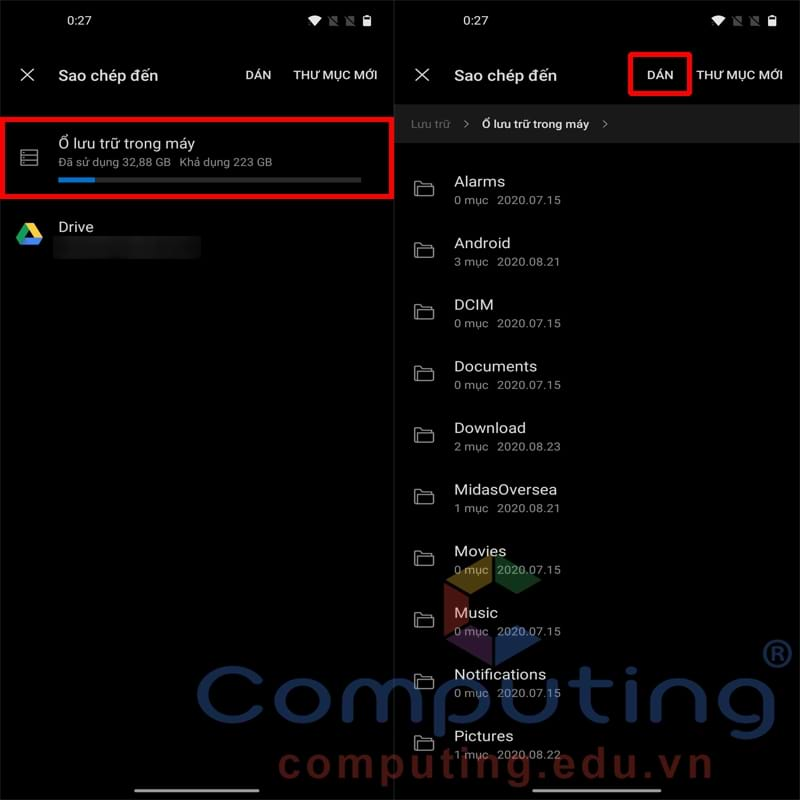 0:27
Sao chép đến DÁN THƯ MỤC MỚI
Ổ lưu trữ trong máy
Đã sử dụng 32,88 GB Khả dụng 223 GB
Drive
0:27
Sao chép đến DÁN THƯ MỤC MỚI
Lưu trữ > Ổ lưu trữ trong máy >
Alarms
0 mục 2020.07.15
Android
3 mục 2020.08.21
DCIM
0 mục 2020.07.15
Documents
0 mục 2020.07.15
Download
2 mục 2020.08.23
MidasOversea
1 mục 2020.08.21
Movies
0 mục 2020.07.15
Music
0 mục 2020.07.15
Notifications
0 mục 2020.07.15
Pictures
1 mục 2020.08.22
Computing®
computing.edu.vn